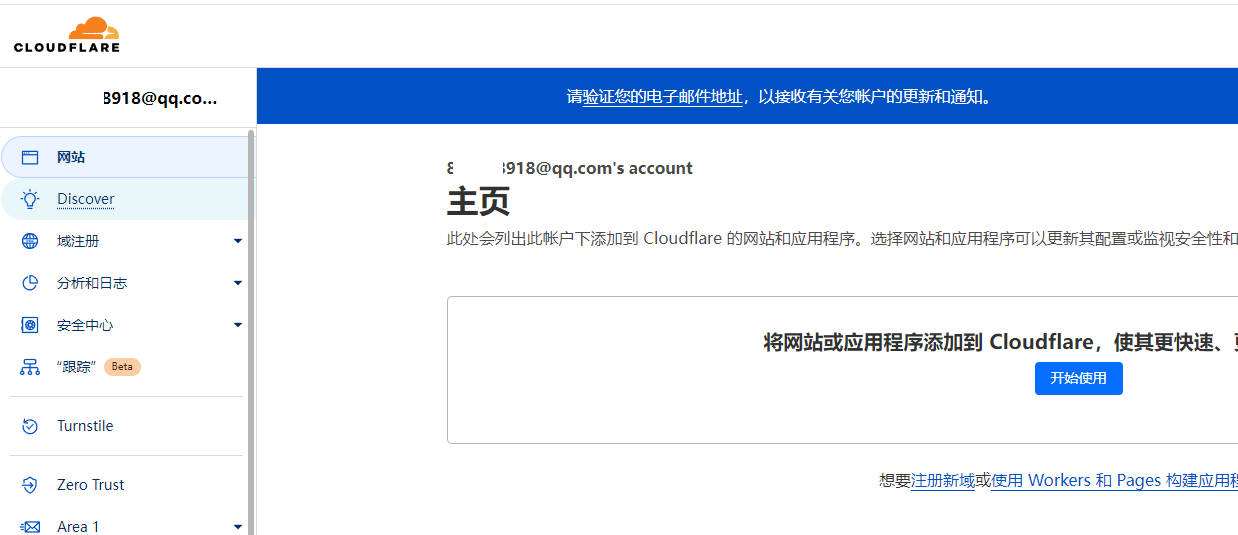 CLOUDFLARE
8918@qq.co...
请验证您的电子邮件地址，以接收有关您帐户的更新和通知。
网站
Discover
域注册
分析和日志
安全中心
“跟踪” Beta
Turnstile
Zero Trust
Area 1
8 8918@qq.com's account
主页
此处会列出此帐户下添加到 Cloudflare 的网站和应用程序。选择网站和应用程序可以更新其配置或监视安全性和
将网站或应用程序添加到 Cloudflare，使其更快速、
开始使用
想要注册新域或使用 Workers 和 Pages 构建应用程